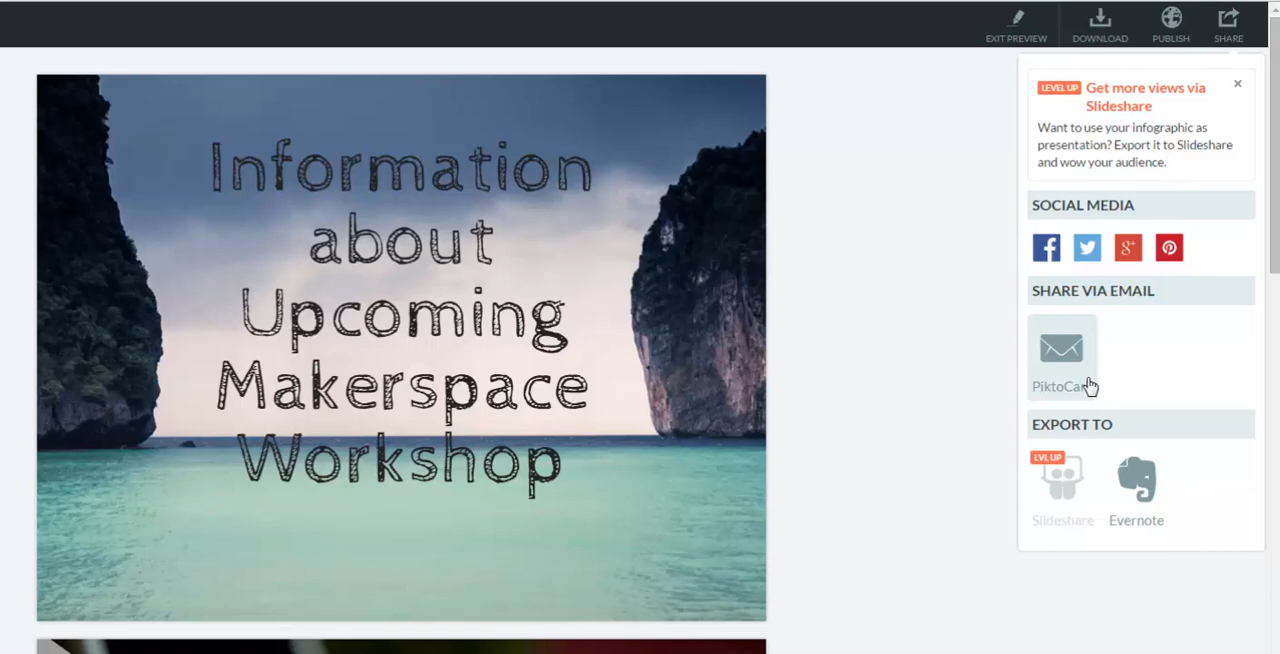 EXIT PREVIEW
DOWNLOAD
PUBLISH
SHARE
Information
about
Upcoming
Makerspace
Workshop
LEVEL UP Get more views via
Slideshare
×
Want to use your infographic as
presentation? Export it to Slideshare
and wow your audience.
SOCIAL MEDIA
SHARE VIA EMAIL
EXPORT TO
LVL UP
Slideshare
Evernote